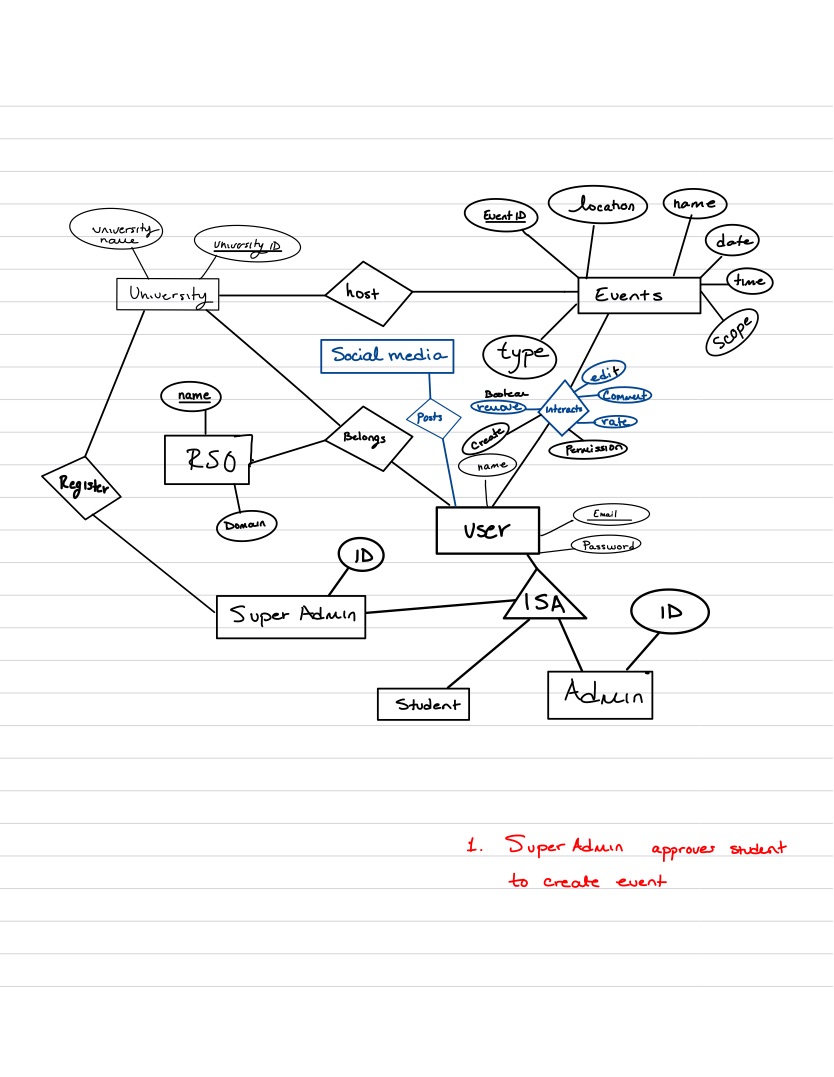 Event ID
location
name
university
name
University ID
date
time
University
host
Events
scope
Social media
type
edit
Boolean
Comment
name
remove
Interacts
Posts
rate
Create
Belongs
Permission
RSO
name
Register
Email
Domain
user
Password
ID
ISA
ID
Super Admin
Admin
Student
1. Super Admin approves student
to create event